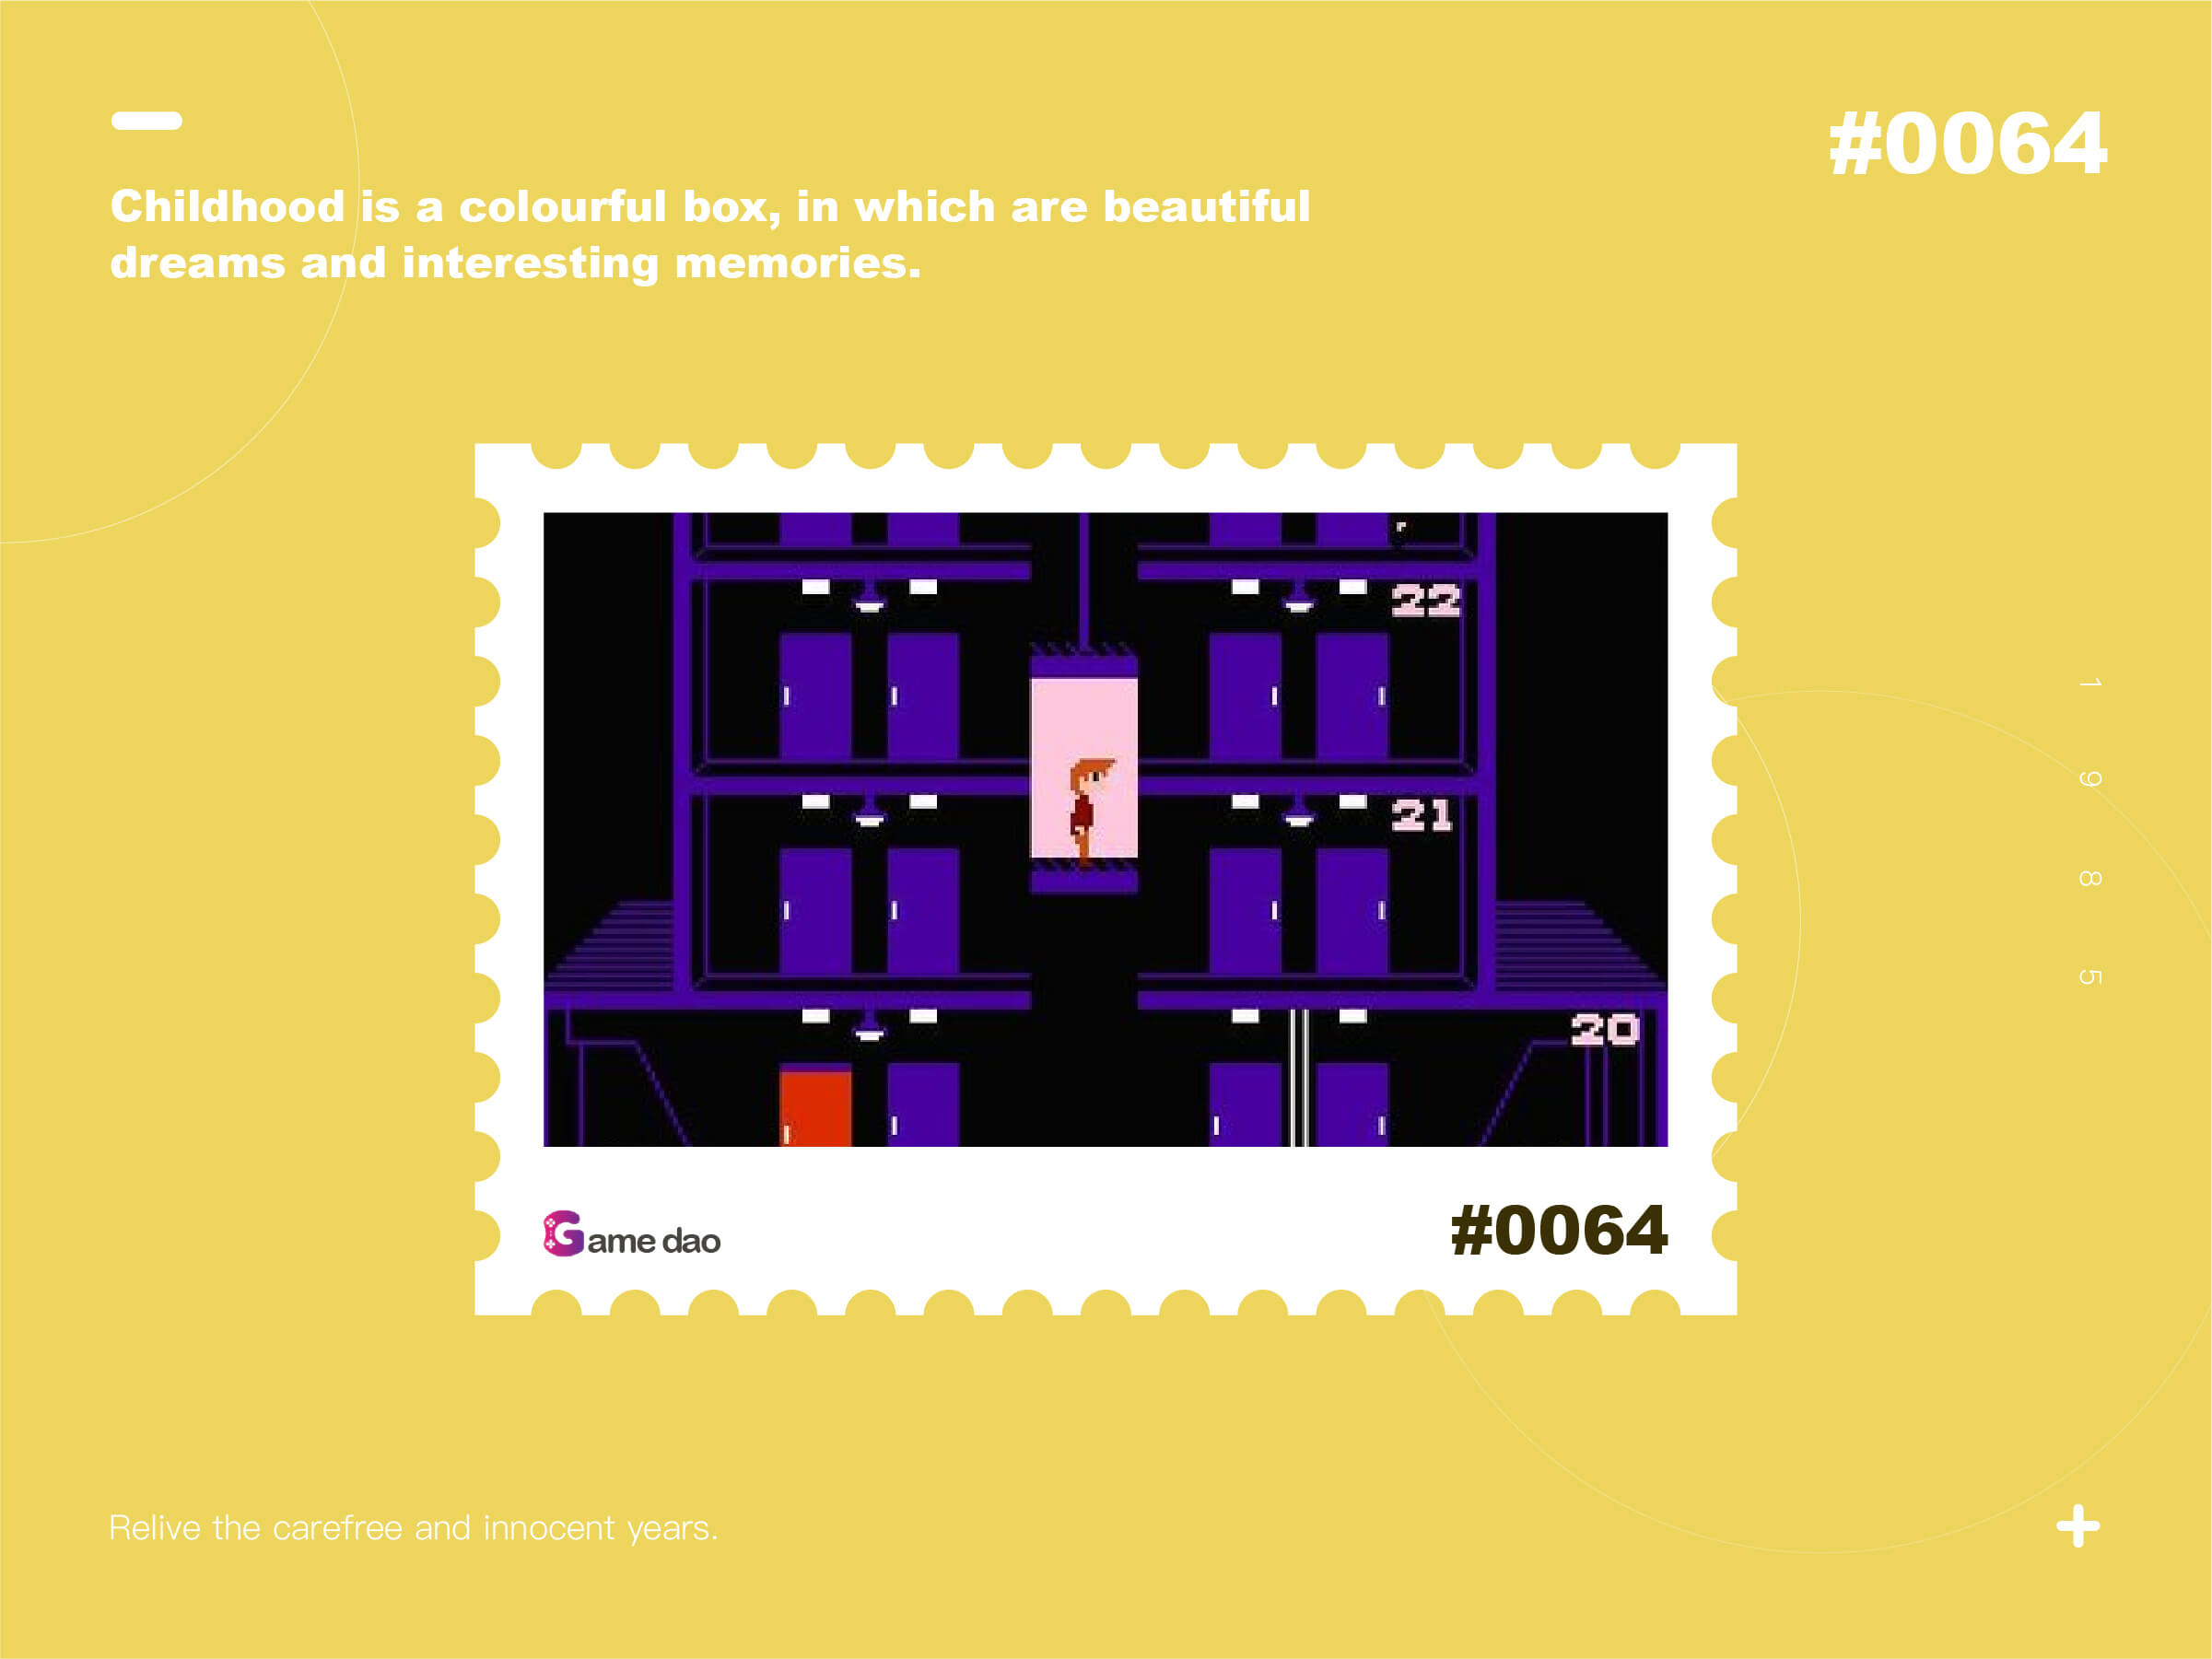 #0064
Childhood is a colourful box, in which are beautiful
dreams and interesting memories.
22
21
20
1985
Game dao
#0064
Relive the carefree and innocent years.